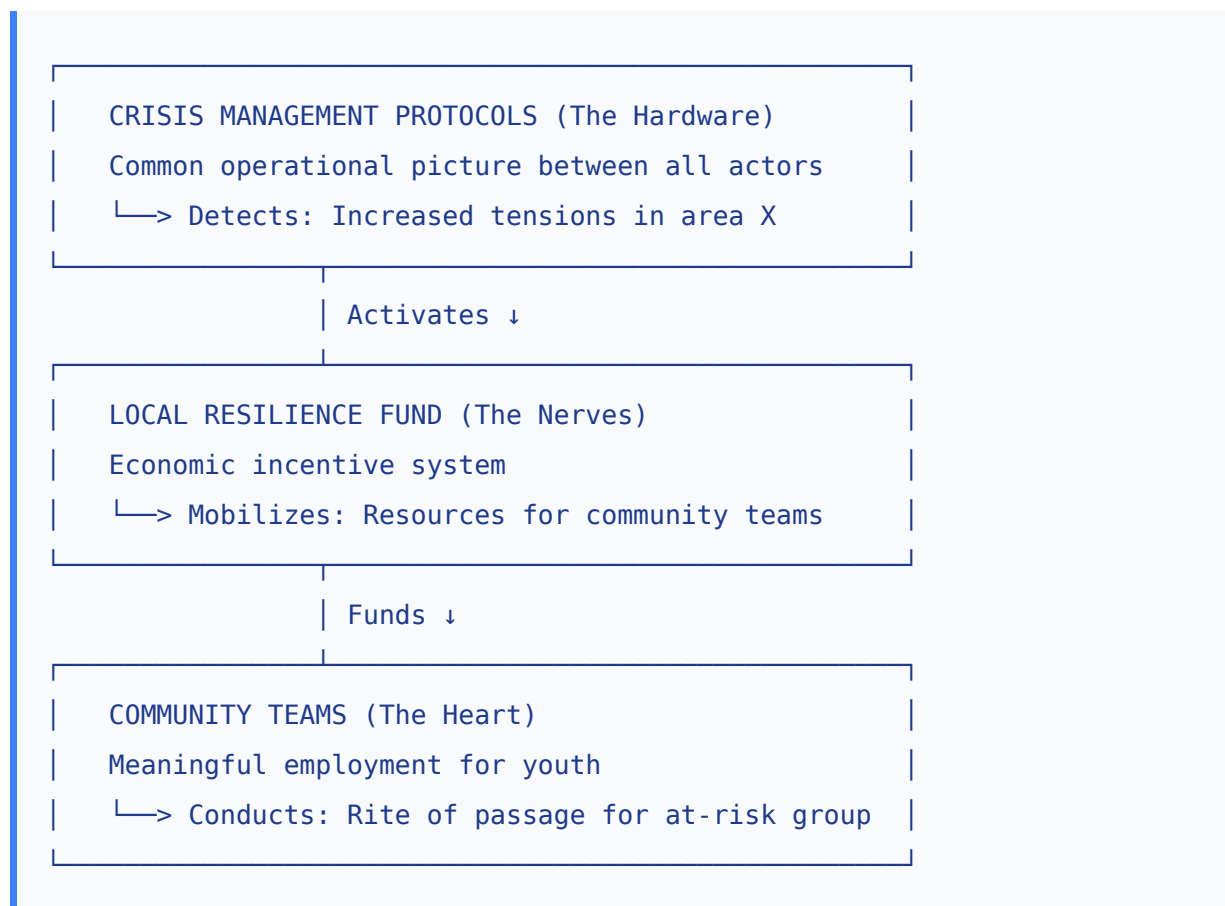 CRISIS MANAGEMENT PROTOCOLS (The Hardware)
Common operational picture between all actors
└──> Detects: Increased tensions in area X
Activates ↓
LOCAL RESILIENCE FUND (The Nerves)
Economic incentive system
└──> Mobilizes: Resources for community teams
Funds ↓
COMMUNITY TEAMS (The Heart)
Meaningful employment for youth
└──> Conducts: Rite of passage for at-risk group